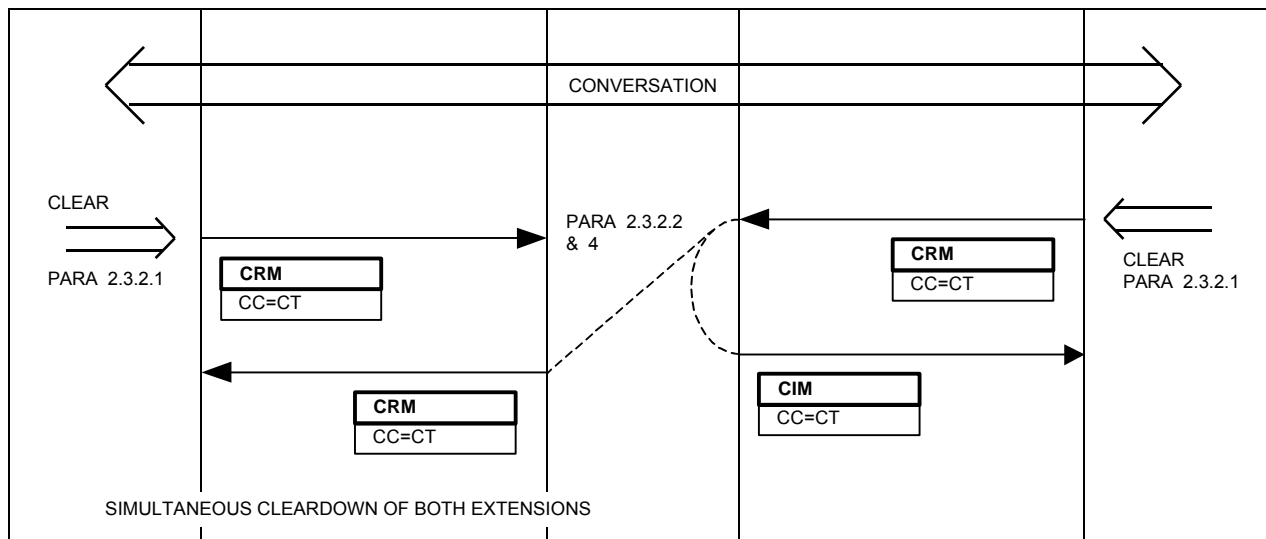 CONVERSATION
CLEAR
PARA 2.3.2.1
CRM
CC=CT
PARA 2.3.2.2
& 4
CRM
CC=CT
CLEAR
PARA 2.3.2.1
CRM
CC=CT
CIM
CC=CT
SIMULTANEOUS CLEARDOWN OF BOTH EXTENSIONS